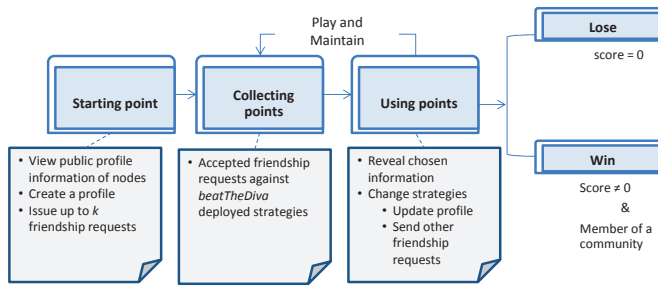 Play and
Maintain
Lose
score = 0
Starting point
Collecting
points
Using points
Win
Score ≠ 0
&
Member of a
community
• View public profile
information of nodes
• Create a profile
• Issue up to k
friendship requests
• Accepted friendship
requests against
beatTheDiva
deployed strategies
• Reveal chosen
information
• Change strategies
• Update profile
• Send other
friendship
requests